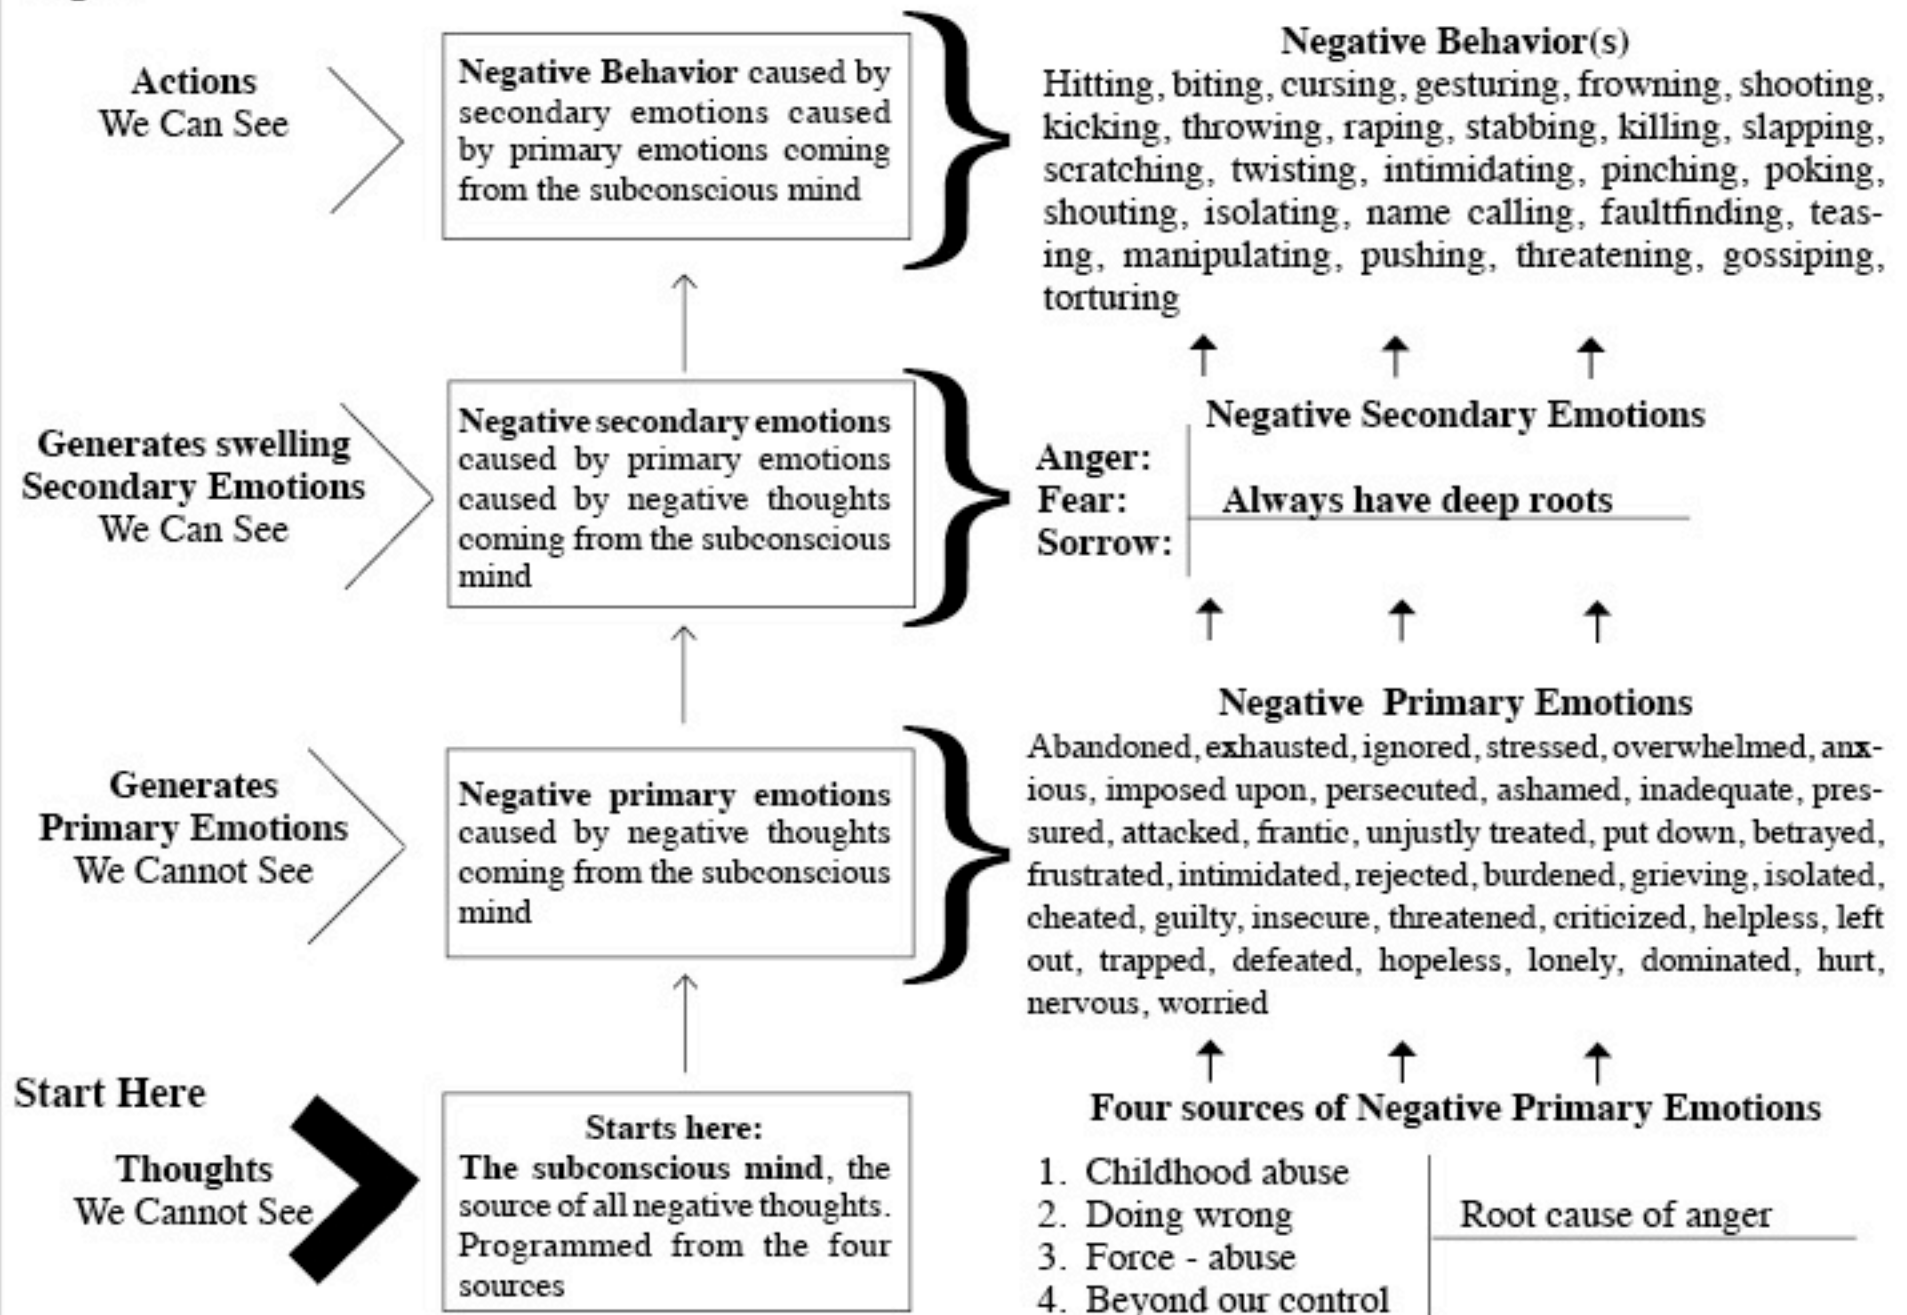 Actions
We Can See
Negative Behavior caused by
secondary emotions caused
by primary emotions coming
from the subconscious mind
Negative Behavior(s)
Hitting, biting, cursing, gesturing, frowning, shooting,
kicking, throwing, raping, stabbing, killing, slapping,
scratching, twisting, intimidating, pinching, poking,
shouting, isolating, name calling, faultfinding, teas-
ing, manipulating, pushing, threatening, gossiping,
torturing
Generates swelling
Secondary Emotions
We Can See
Negative secondary emotions
caused by primary emotions
caused by negative thoughts
coming from the subconscious
mind
Negative Secondary Emotions
Anger:
Fear:
Sorrow:
Always have deep roots
Generates
Primary Emotions
We Cannot See
Negative primary emotions
caused by negative thoughts
coming from the subconscious
mind
Negative Primary Emotions
Abandoned, exhausted, ignored, stressed, overwhelmed, anx-
ious, imposed upon, persecuted, ashamed, inadequate, pres-
sured, attacked, frantic, unjustly treated, put down, betrayed,
frustrated, intimidated, rejected, burdened, grieving, isolated,
cheated, guilty, insecure, threatened, criticized, helpless, left
out, trapped, defeated, hopeless, lonely, dominated, hurt,
nervous, worried
Start Here
Thoughts
We Cannot See
Starts here:
The subconscious mind, the
source of all negative thoughts.
Programmed from the four
sources
Four sources of Negative Primary Emotions
1. Childhood abuse
2. Doing wrong
3. Force - abuse
4. Beyond our control
Root cause of anger